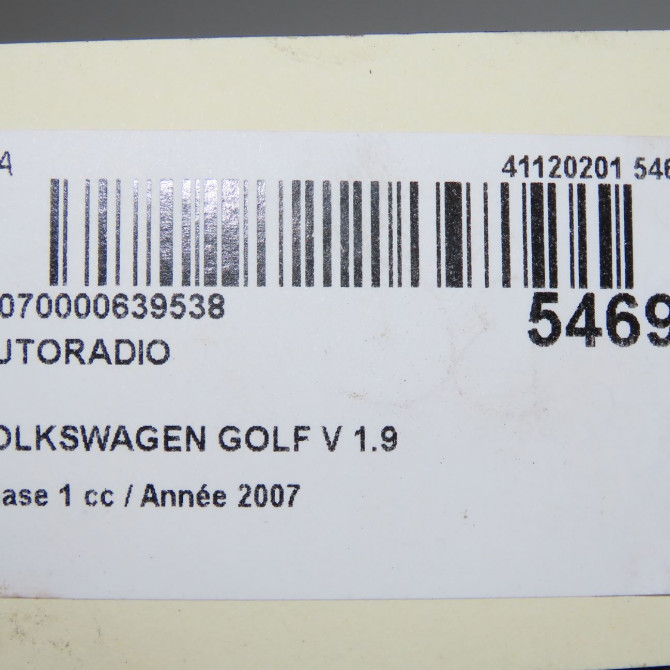 A
41120201 546
070000639538
5469
UTORADIO
OLKSWAGEN GOLF V 1.9
ase 1 cc / Année 2007